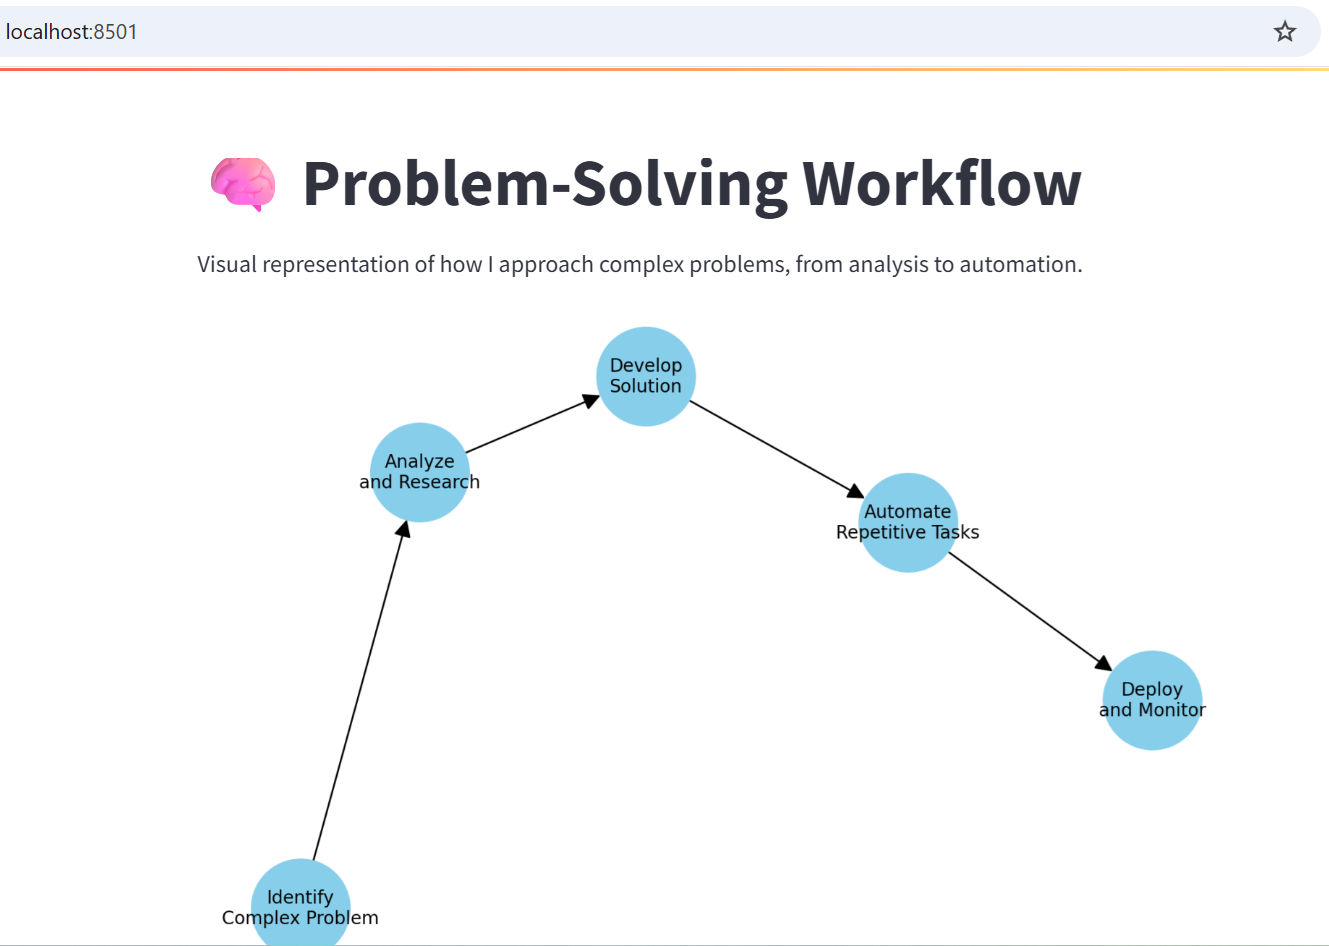 localhost:8501
Problem-Solving Workflow
Visual representation of how I approach complex problems, from analysis to automation.
Develop
Solution
Analyze
and Research
Automate
Repetitive Tasks
Deploy
and Monitor
Identify
Complex Problem